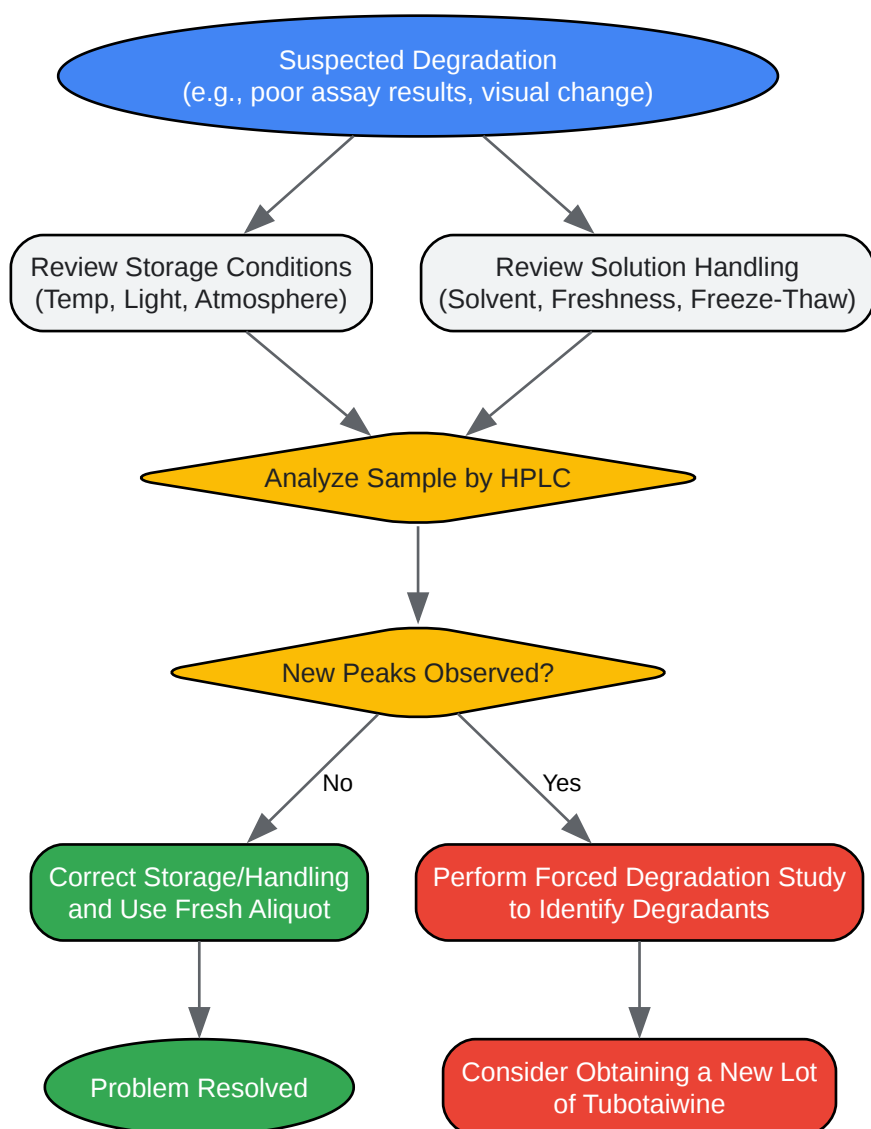 Suspected Degradation
(e.g., poor assay results, visual change)
Review Storage Conditions
(Temp, Light, Atmosphere)
Review Solution Handling
(Solvent, Freshness, Freeze-Thaw)
Analyze Sample by HPLC
New Peaks Observed?
No
Yes
Correct Storage/Handling
and Use Fresh Aliquot
Perform Forced Degradation Study
to Identify Degradants
Problem Resolved
Consider Obtaining a New Lot
of Tubotaiwine